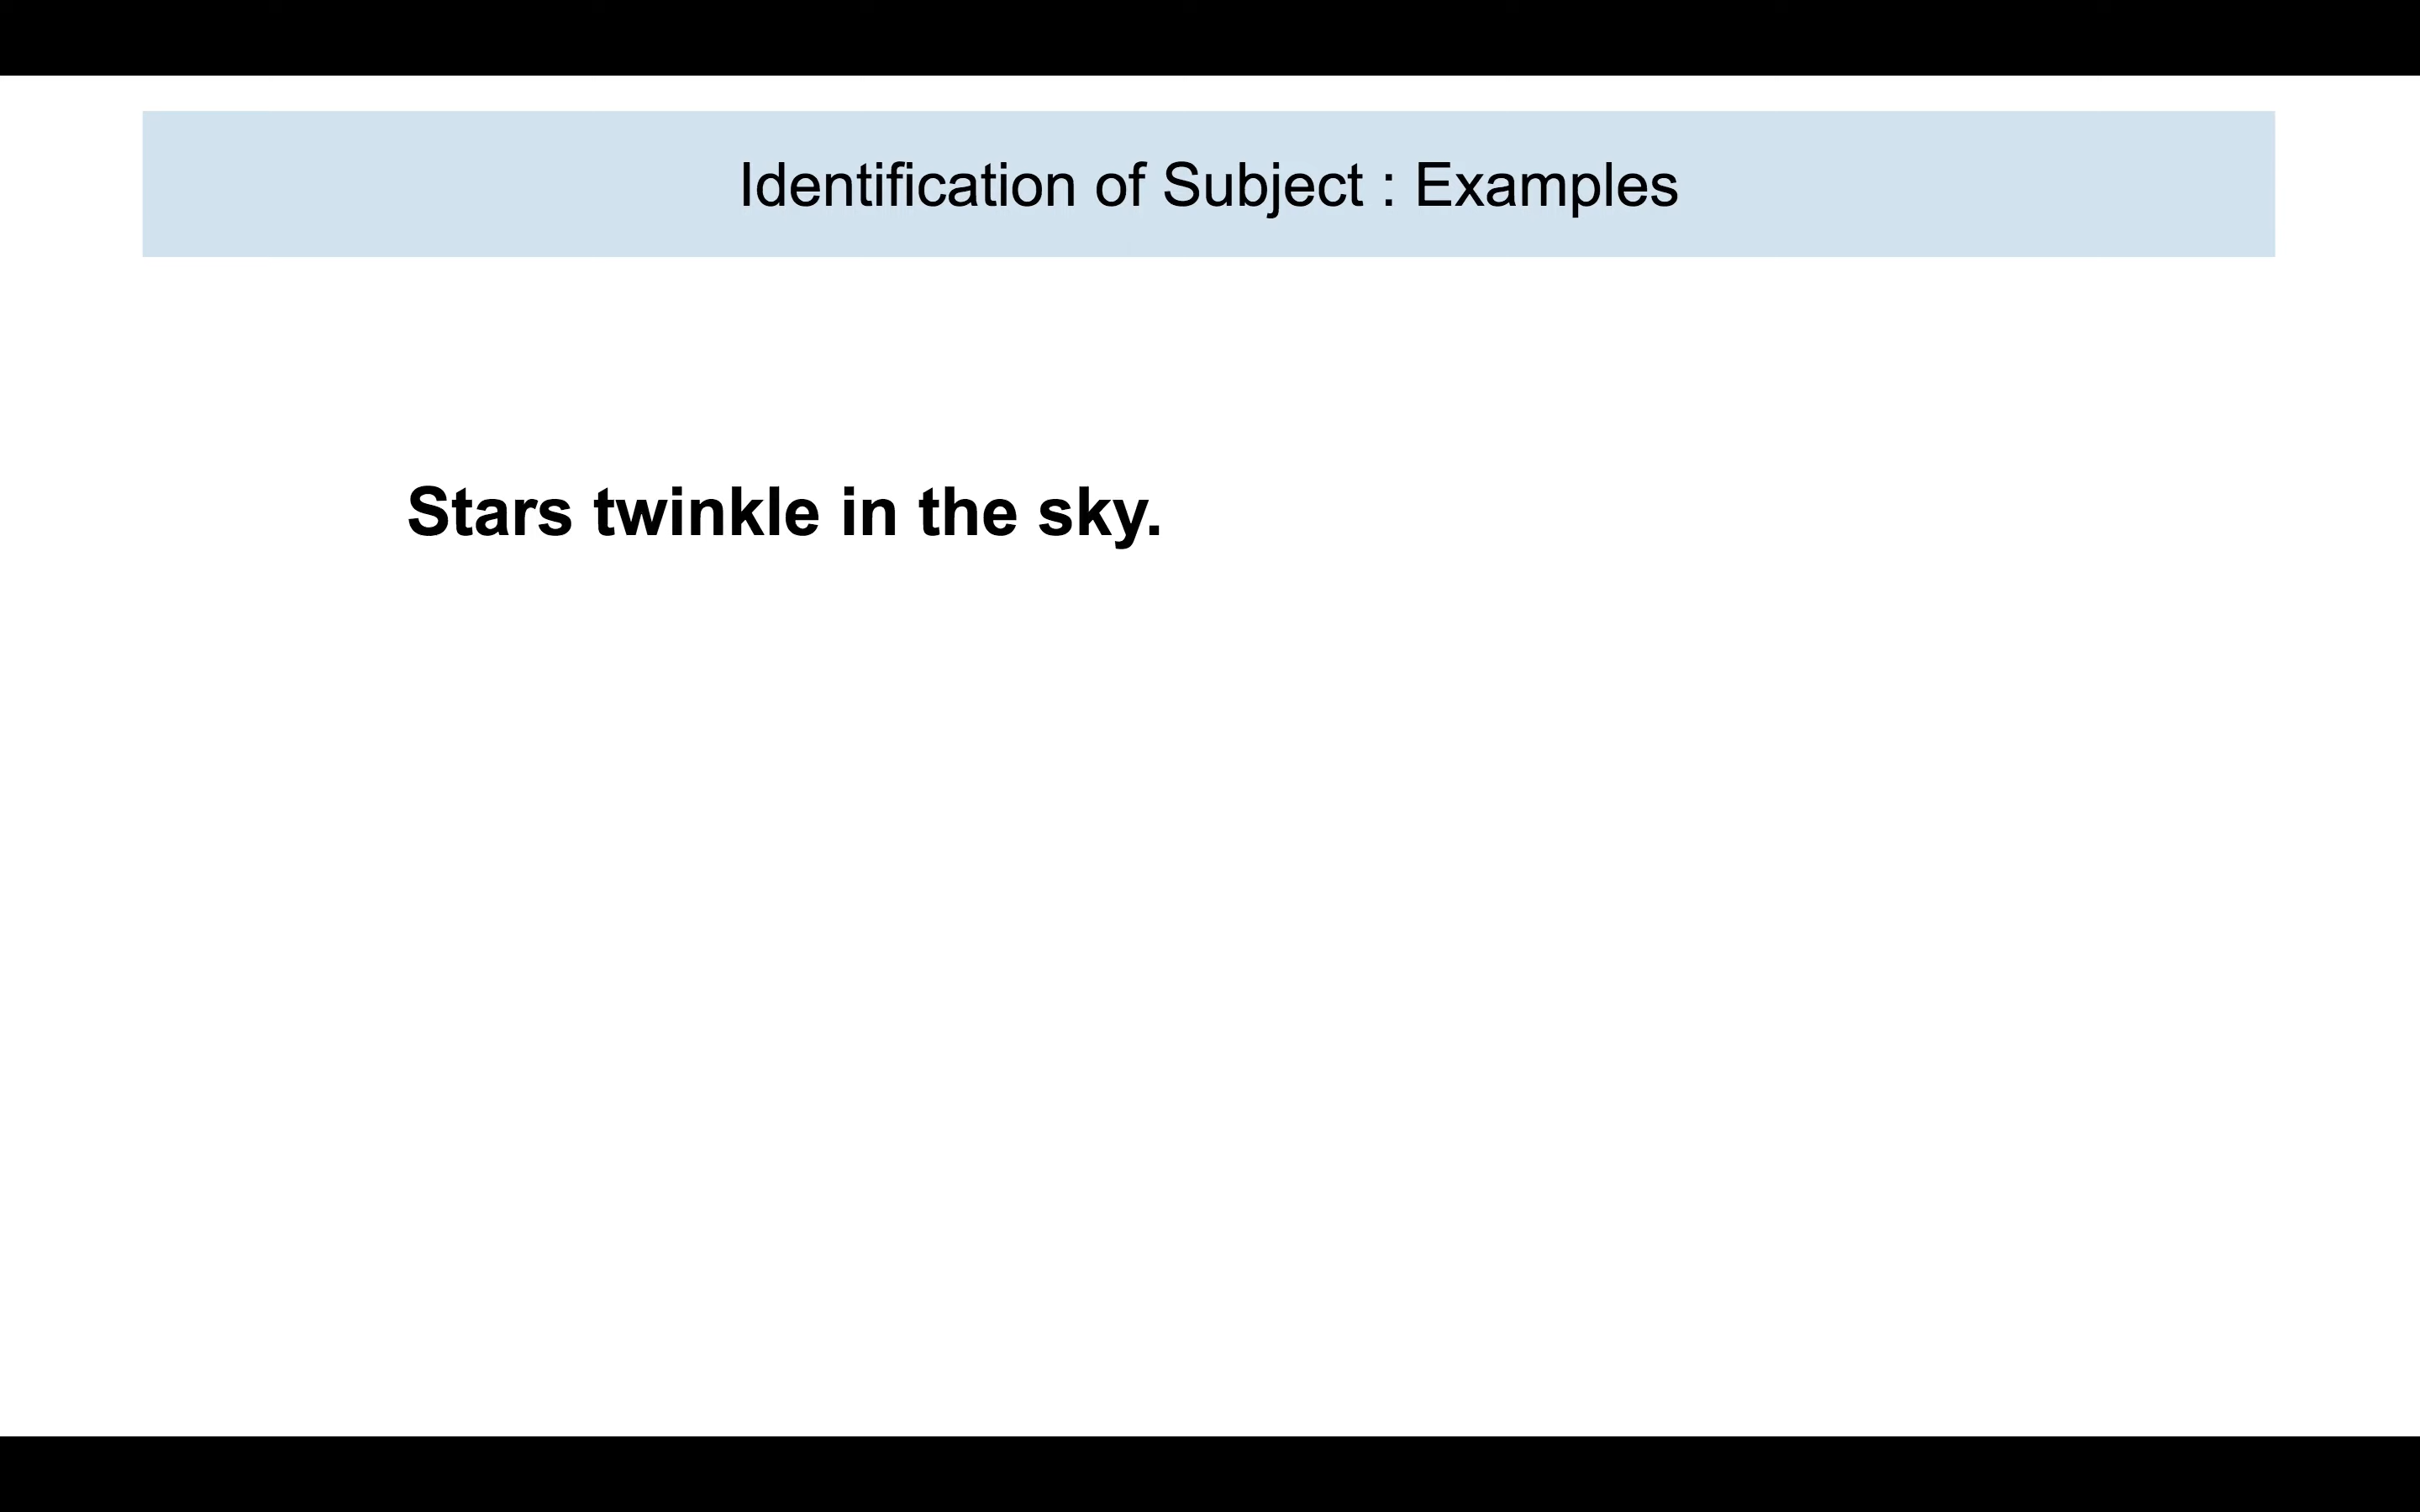 Identification of Subject : Examples
Stars twinkle in the sky.